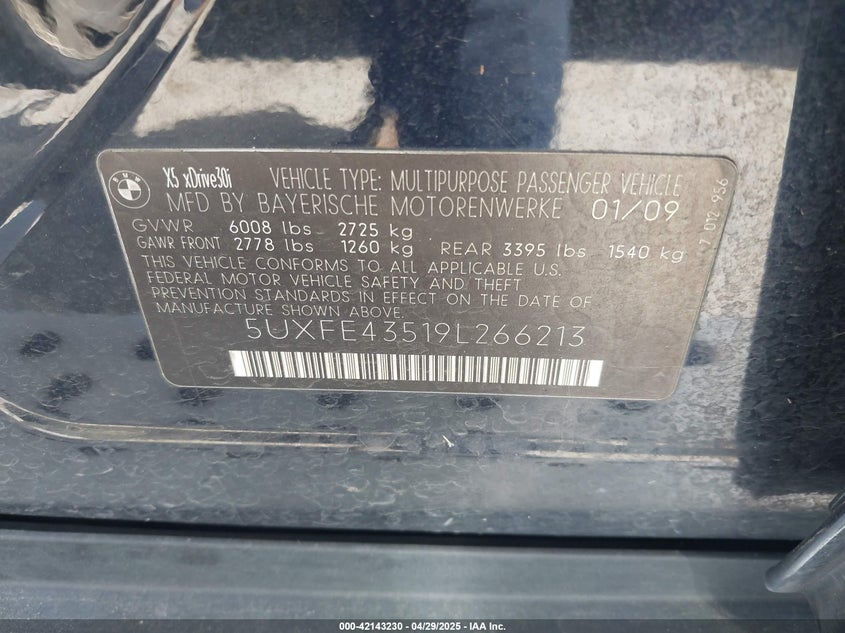 BMW
X5 xDrive30i VEHICLE TYPE: MULTIPURPOSE PASSENGER VEHICLE
MFD BY BAYERISCHE MOTORENWERKE 01/09
GVWR 6008 lbs 2725 kg
GAWR FRONT 2778 lbs 1260 kg REAR 3395 lbs 1540 kg
THIS VEHICLE CONFORMS TO ALL APPLICABLE U.S.
FEDERAL MOTOR VEHICLE SAFETY AND THEFT
PREVENTION STANDARDS IN EFFECT ON THE DATE OF
MANUFACTURE SHOWN ABOVE.
5UXFE43519L266213
7 012 956
000-42143230 - 04/29/2025 - IAA Inc.